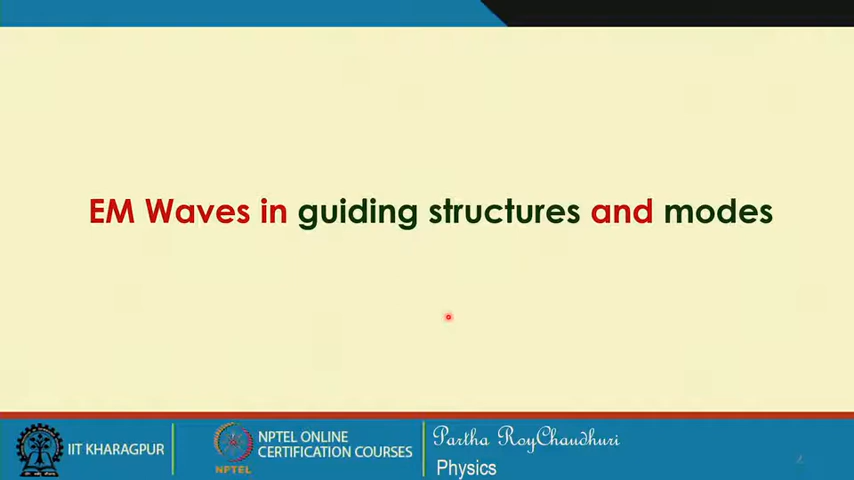 EM Waves in guiding structures and modes
IIT KHARAGPUR
NPTEL
NPTEL ONLINE
CERTIFICATION COURSES
Partha RoyChaudhuri
Physics